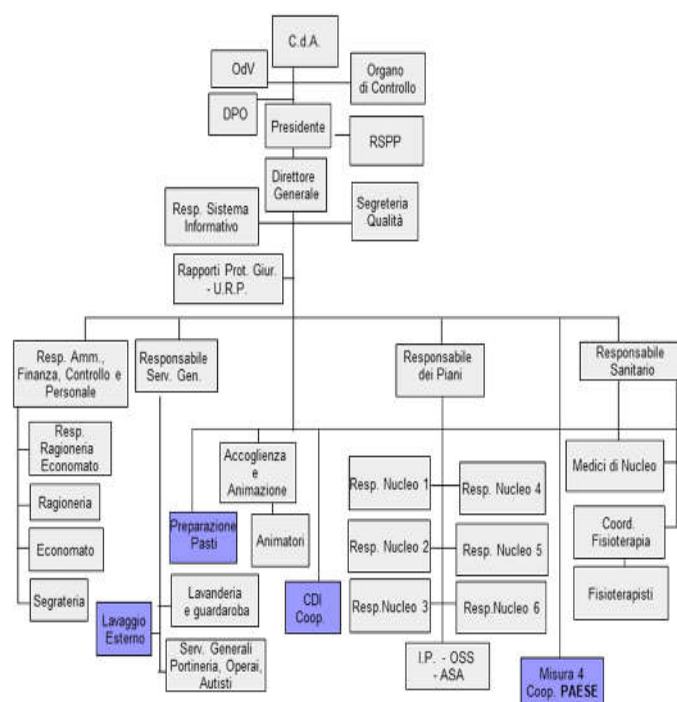 C.d.A.
OdV
Organo
di Controllo
DPO
Presidente
RSPP
Direttore
Generale
Resp. Sistema
Informativo
Segreteria
Qualità
Rapporti Prot. Giur.
- U.R.P.
Resp. Amm.,
Finanza, Controllo e
Personale
Responsabile
Serv. Gen.
Responsabile
dei Piani
Responsabile
Sanitario
Resp.
Ragioneria
Economato
Ragioneria
Economato
Segrateria
Preparazione
Pasti
Accoglienza
e
Animazione
Animatori
Lavaggio
Esterno
Lavanderia
e guardaroba
Serv. Generali
Portineria, Operai,
Autisti
CDI
Coop.
Resp. Nucleo 1
Resp. Nucleo 4
Resp. Nucleo 2
Resp. Nucleo 5
Resp.Nucleo 3
Resp.Nucleo 6
I.P. - OSS
- ASA
Medici di Nucleo
Coord.
Fisioterapia
Fisioterapisti
Misura 4
Coop. PAESE